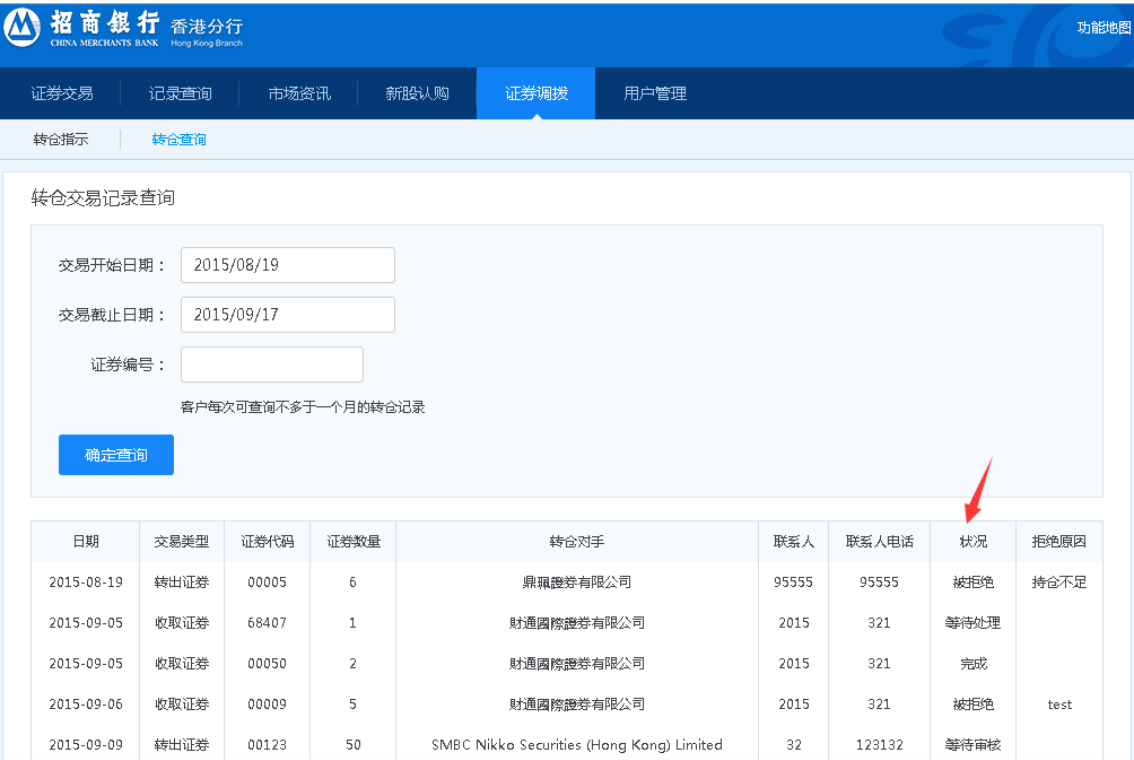 招商银行 香港分行
CHINA MERCHANTS BANK Hong Kong Branch
功能地图
证券交易 记录查询 市场资讯 新股认购 证券调拨 用户管理
转仓指示 转仓查询
转仓交易记录查询
交易开始日期： 2015/08/19
交易截止日期： 2015/09/17
证券编号：
客户每次可查询不多于一个月的转仓记录
确定查询
日期 交易类型 证券代码 证券数量 转仓对手 联系人 联系人电话 状况 拒绝原因
2015-08-19 转出证券 00005 6 鼎珮證券有限公司 95555 95555 被拒绝 持仓不足
2015-09-05 收取证券 68407 1 財通國際證券有限公司 2015 321 等待处理
2015-09-05 收取证券 00050 2 財通國際證券有限公司 2015 321 完成
2015-09-06 收取证券 00009 5 財通國際證券有限公司 2015 321 被拒绝 test
2015-09-09 转出证券 00123 50 SMBC Nikko Securities (Hong Kong) Limited 32 123132 等待审核